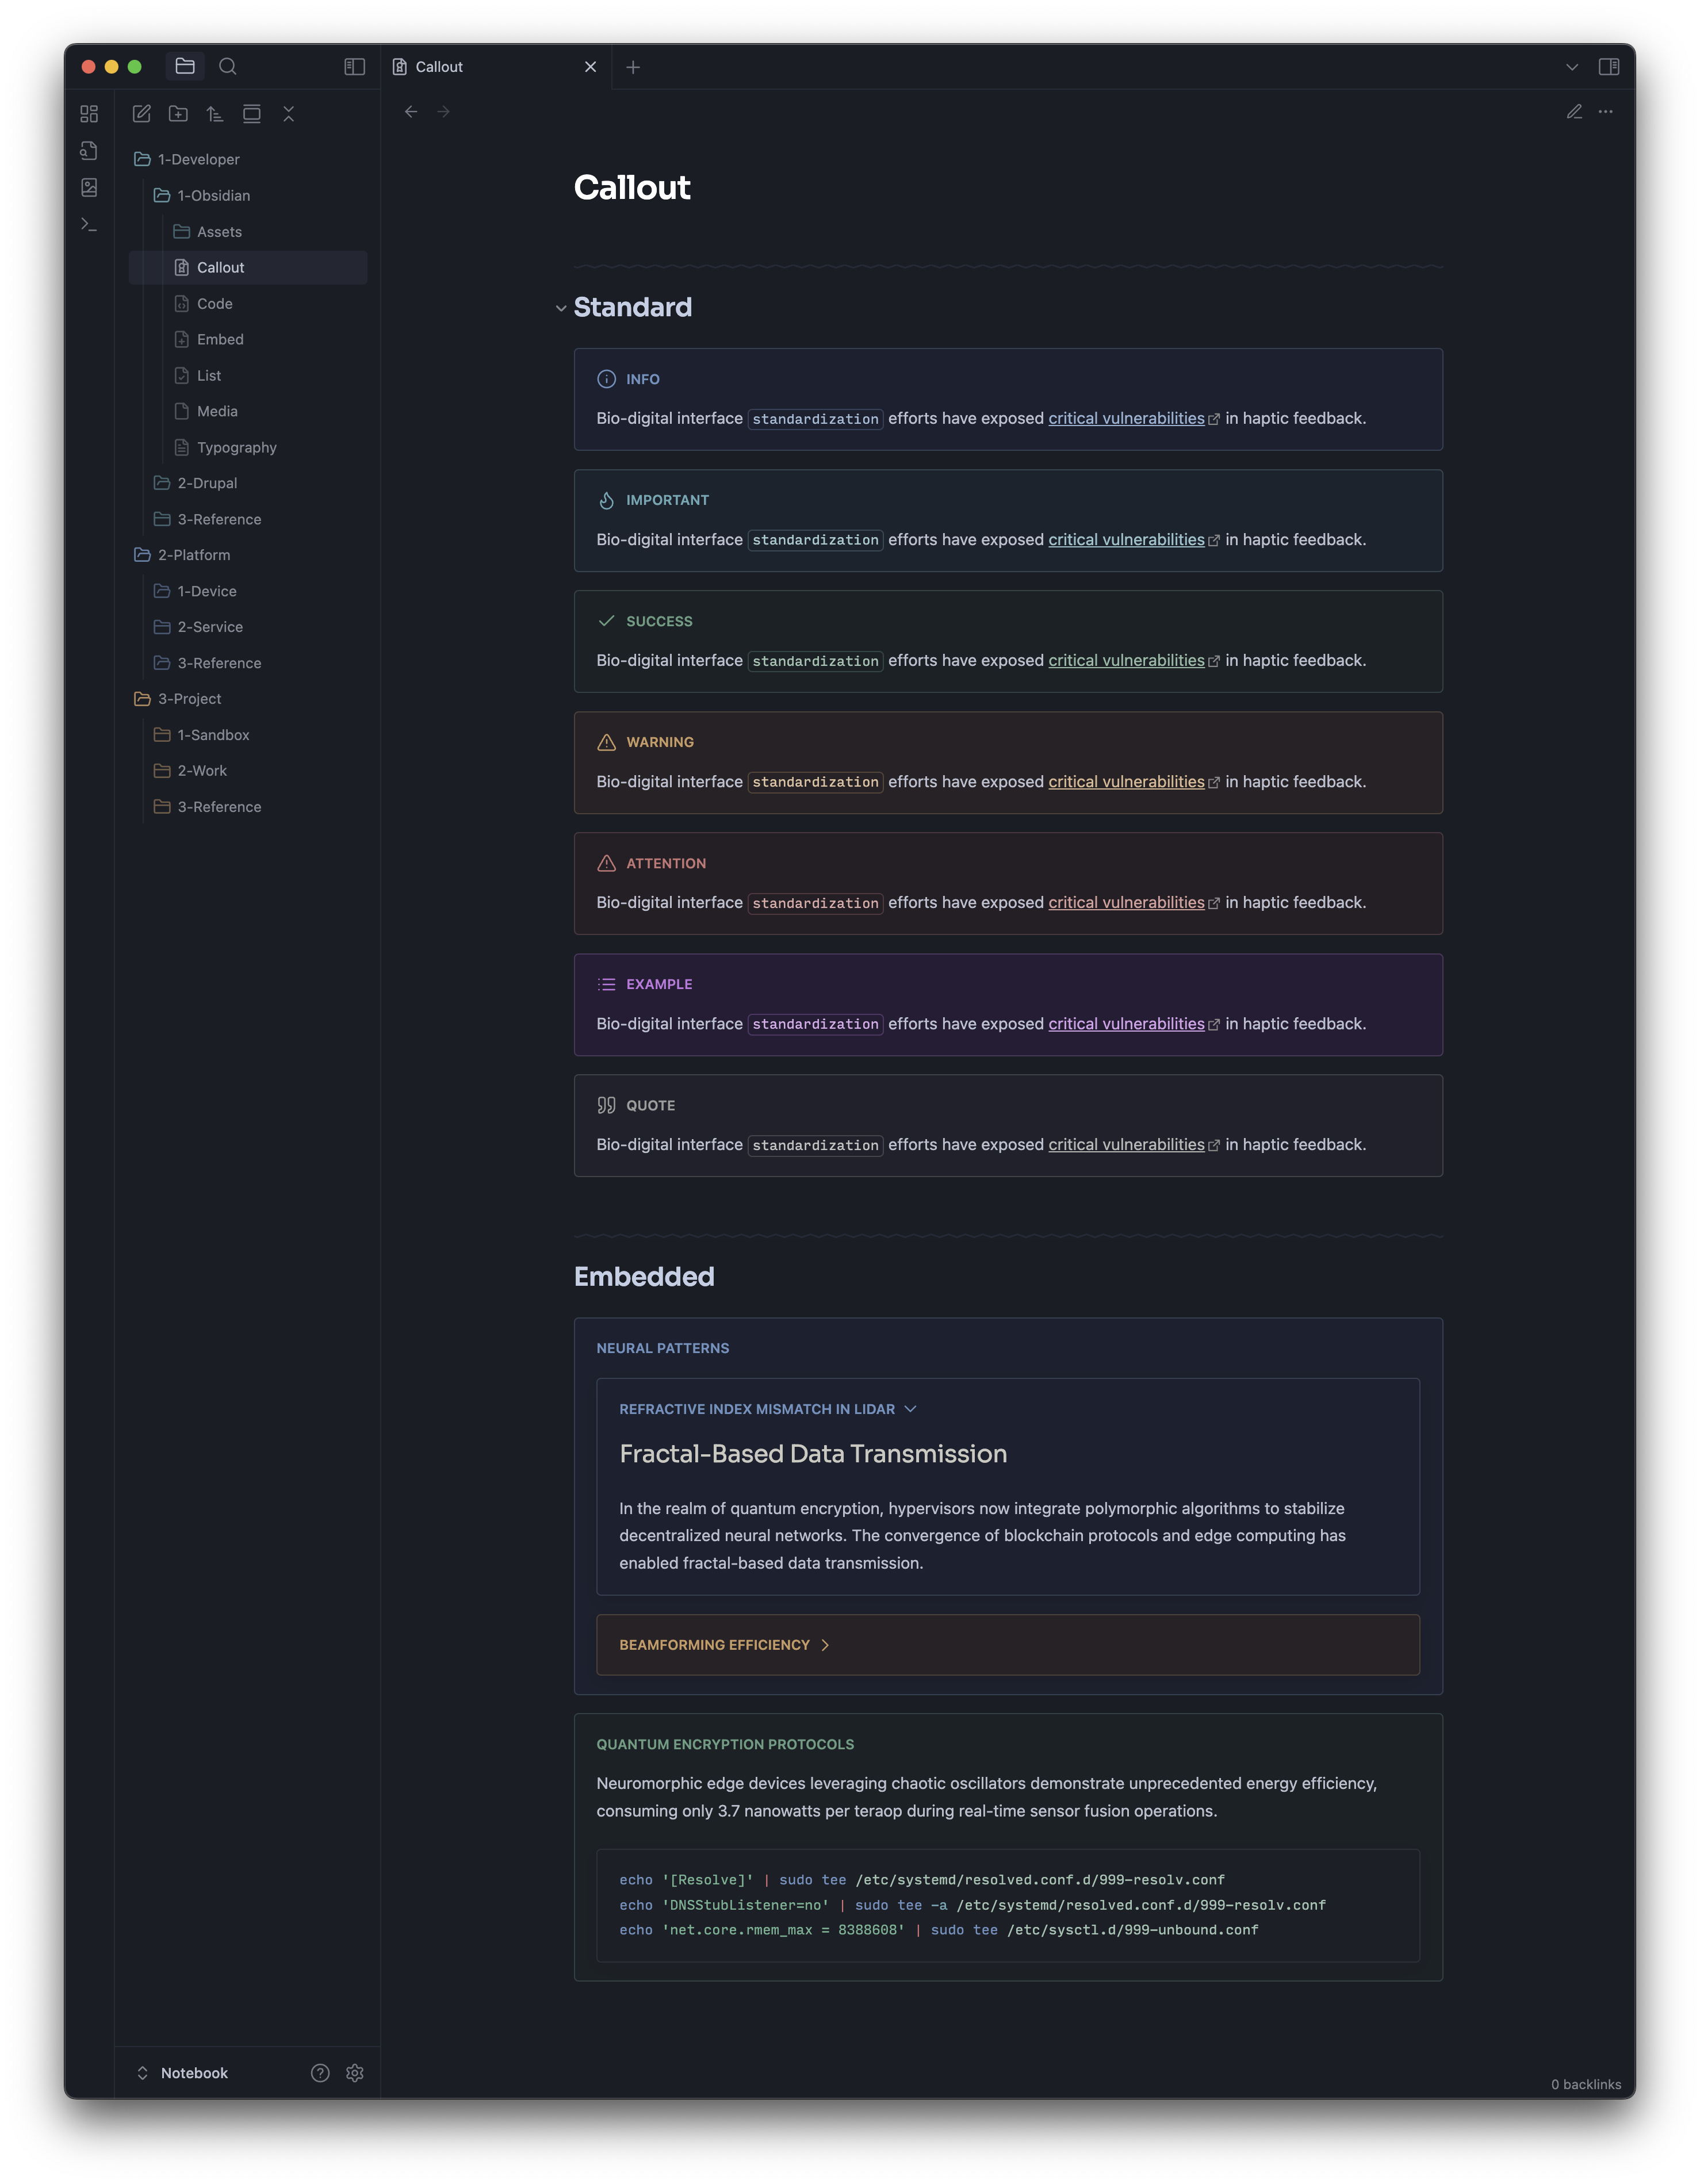 Callout
1-Developer
1-Obsidian
Assets
Callout
Code
Embed
List
Media
Typography
2-Drupal
3-Reference
2-Platform
1-Device
2-Service
3-Reference
3-Project
1-Sandbox
2-Work
3-Reference
Notebook
Callout
Standard
INFO
Bio-digital interface standardization efforts have exposed critical vulnerabilities in haptic feedback.
IMPORTANT
Bio-digital interface standardization efforts have exposed critical vulnerabilities in haptic feedback.
SUCCESS
Bio-digital interface standardization efforts have exposed critical vulnerabilities in haptic feedback.
WARNING
Bio-digital interface standardization efforts have exposed critical vulnerabilities in haptic feedback.
ATTENTION
Bio-digital interface standardization efforts have exposed critical vulnerabilities in haptic feedback.
EXAMPLE
Bio-digital interface standardization efforts have exposed critical vulnerabilities in haptic feedback.
QUOTE
Bio-digital interface standardization efforts have exposed critical vulnerabilities in haptic feedback.
Embedded
NEURAL PATTERNS
REFRACTIVE INDEX MISMATCH IN LIDAR
Fractal-Based Data Transmission
In the realm of quantum encryption, hypervisors now integrate polymorphic algorithms to stabilize
decentralized neural networks. The convergence of blockchain protocols and edge computing has
enabled fractal-based data transmission.
BEAMFORMING EFFICIENCY
QUANTUM ENCRYPTION PROTOCOLS
Neuromorphic edge devices leveraging chaotic oscillators demonstrate unprecedented energy efficiency,
consuming only 3.7 nanowatts per teraop during real-time sensor fusion operations.
echo '[Resolve]' | sudo tee /etc/systemd/resolved.conf.d/999-resolv.conf
echo 'DNSStubListener=no' | sudo tee -a /etc/systemd/resolved.conf.d/999-resolv.conf
echo 'net.core.rmem_max = 8388608' | sudo tee /etc/sysctl.d/999-unbound.conf
0 backlinks